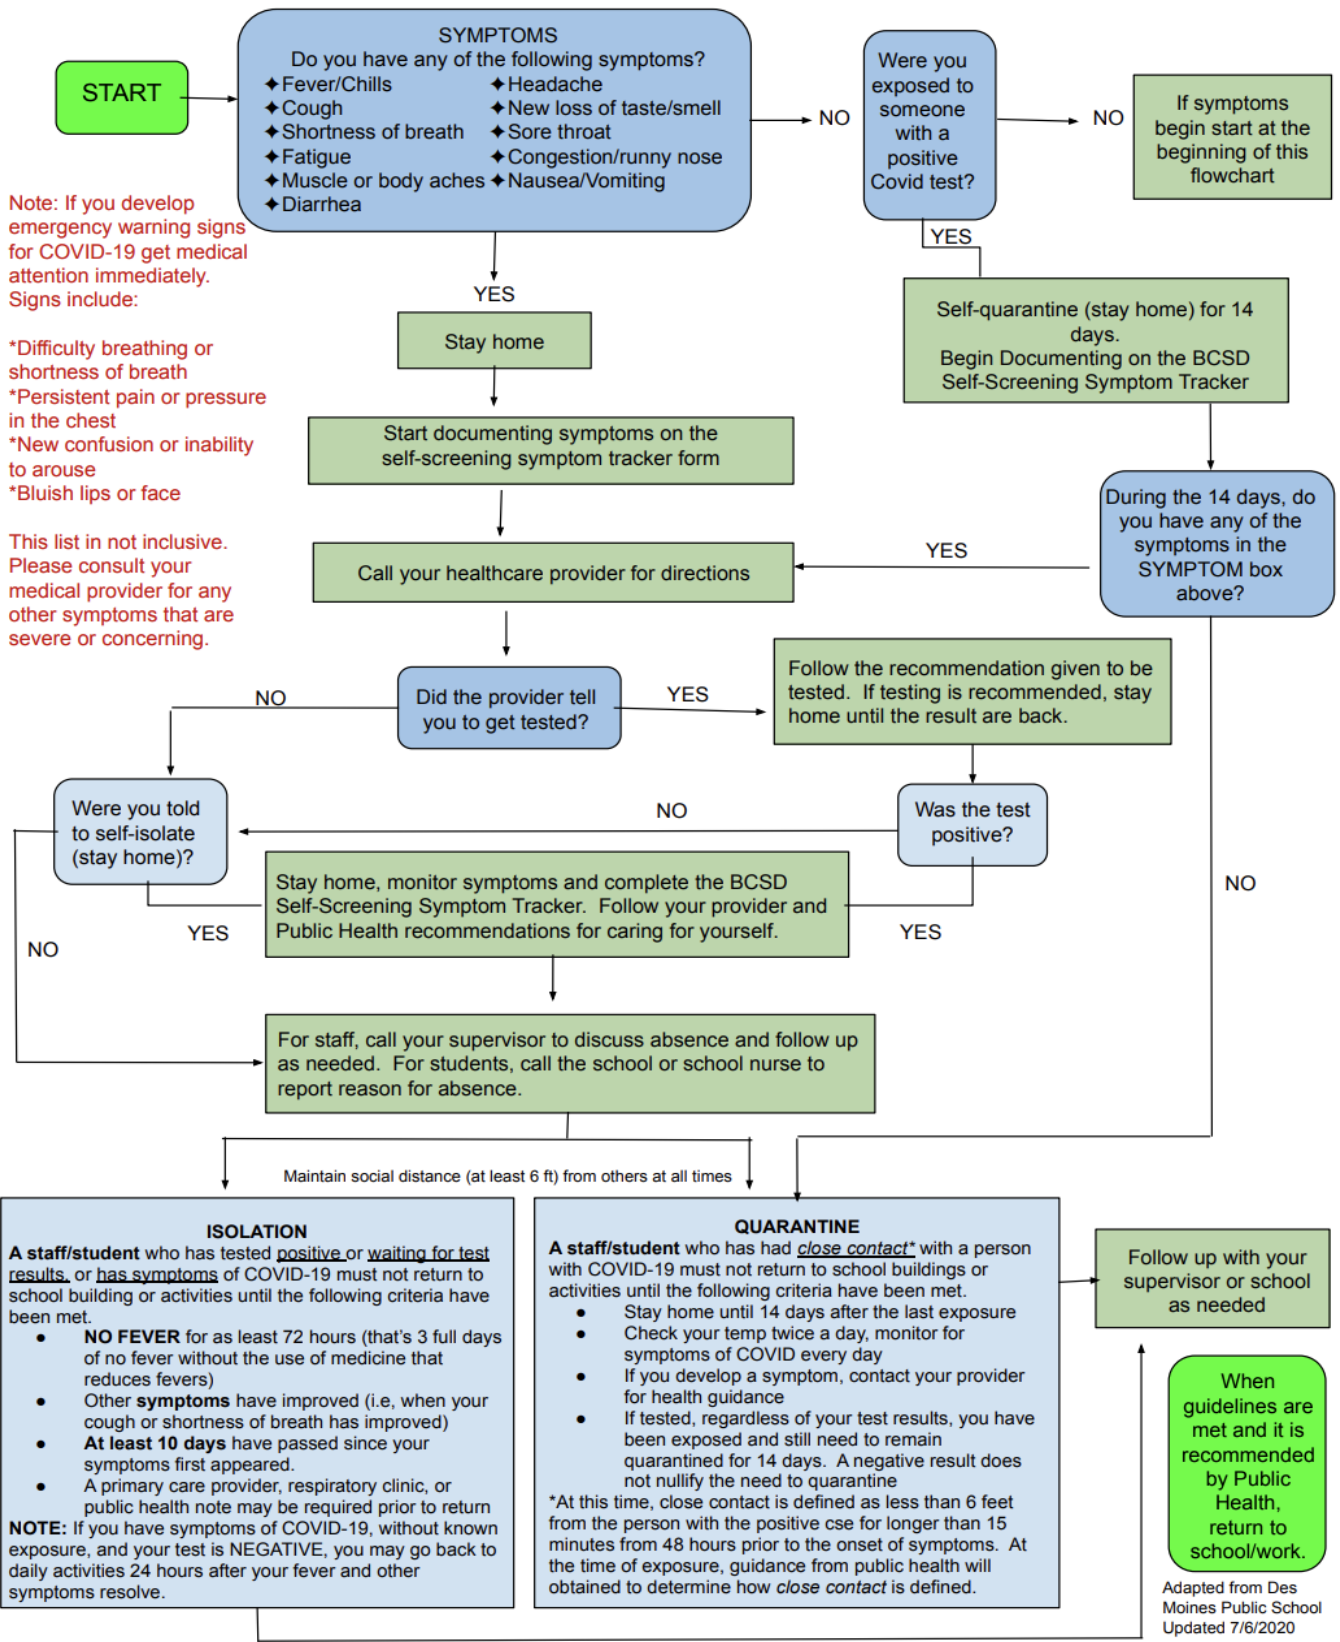 START
SYMPTOMS
Do you have any of the following symptoms?
✦Fever/Chills
✦Cough
✦Shortness of breath
✦Fatigue
✦Muscle or body aches
✦Diarrhea
✦Headache
✦New loss of taste/smell
✦Sore throat
✦Congestion/runny nose
✦Nausea/Vomiting
NO
Were you
exposed to
someone
with a
positive
Covid test?
NO
If symptoms
begin start at the
beginning of this
flowchart
Note: If you develop
emergency warning signs
for COVID-19 get medical
attention immediately.
Signs include:
*Difficulty breathing or
shortness of breath
*Persistent pain or pressure
in the chest
*New confusion or inability
to arouse
*Bluish lips or face
This list in not inclusive.
Please consult your
medical provider for any
other symptoms that are
severe or concerning.
YES
YES
Stay home
Self-quarantine (stay home) for 14
days.
Begin Documenting on the BCSD
Self-Screening Symptom Tracker
Start documenting symptoms on the
self-screening symptom tracker form
During the 14 days, do
you have any of the
symptoms in the
SYMPTOM box
above?
YES
Call your healthcare provider for directions
NO
Did the provider tell
you to get tested?
YES
Follow the recommendation given to be
tested. If testing is recommended, stay
home until the result are back.
Were you told
to self-isolate
(stay home)?
NO
Was the test
positive?
NO
YES
Stay home, monitor symptoms and complete the BCSD
Self-Screening Symptom Tracker. Follow your provider and
Public Health recommendations for caring for yourself.
YES
NO
For staff, call your supervisor to discuss absence and follow up
as needed. For students, call the school or school nurse to
report reason for absence.
Maintain social distance (at least 6 ft) from others at all times
ISOLATION
A staff/student who has tested positive or waiting for test
results, or has symptoms of COVID-19 must not return to
school building or activities until the following criteria have
been met.
● NO FEVER for as least 72 hours (that's 3 full days
of no fever without the use of medicine that
reduces fevers)
● Other symptoms have improved (i.e, when your
cough or shortness of breath has improved)
● At least 10 days have passed since your
symptoms first appeared.
● A primary care provider, respiratory clinic, or
public health note may be required prior to return
NOTE: If you have symptoms of COVID-19, without known
exposure, and your test is NEGATIVE, you may go back to
daily activities 24 hours after your fever and other
symptoms resolve.
QUARANTINE
A staff/student who has had close contact* with a person
with COVID-19 must not return to school buildings or
activities until the following criteria have been met.
● Stay home until 14 days after the last exposure
● Check your temp twice a day, monitor for
symptoms of COVID every day
● If you develop a symptom, contact your provider
for health guidance
● If tested, regardless of your test results, you have
been exposed and still need to remain
quarantined for 14 days. A negative result does
not nullify the need to quarantine
*At this time, close contact is defined as less than 6 feet
from the person with the positive cse for longer than 15
minutes from 48 hours prior to the onset of symptoms. At
the time of exposure, guidance from public health will
obtained to determine how close contact is defined.
Follow up with your
supervisor or school
as needed
When
guidelines are
met and it is
recommended
by Public
Health,
return to
school/work.
Adapted from Des
Moines Public School
Updated 7/6/2020